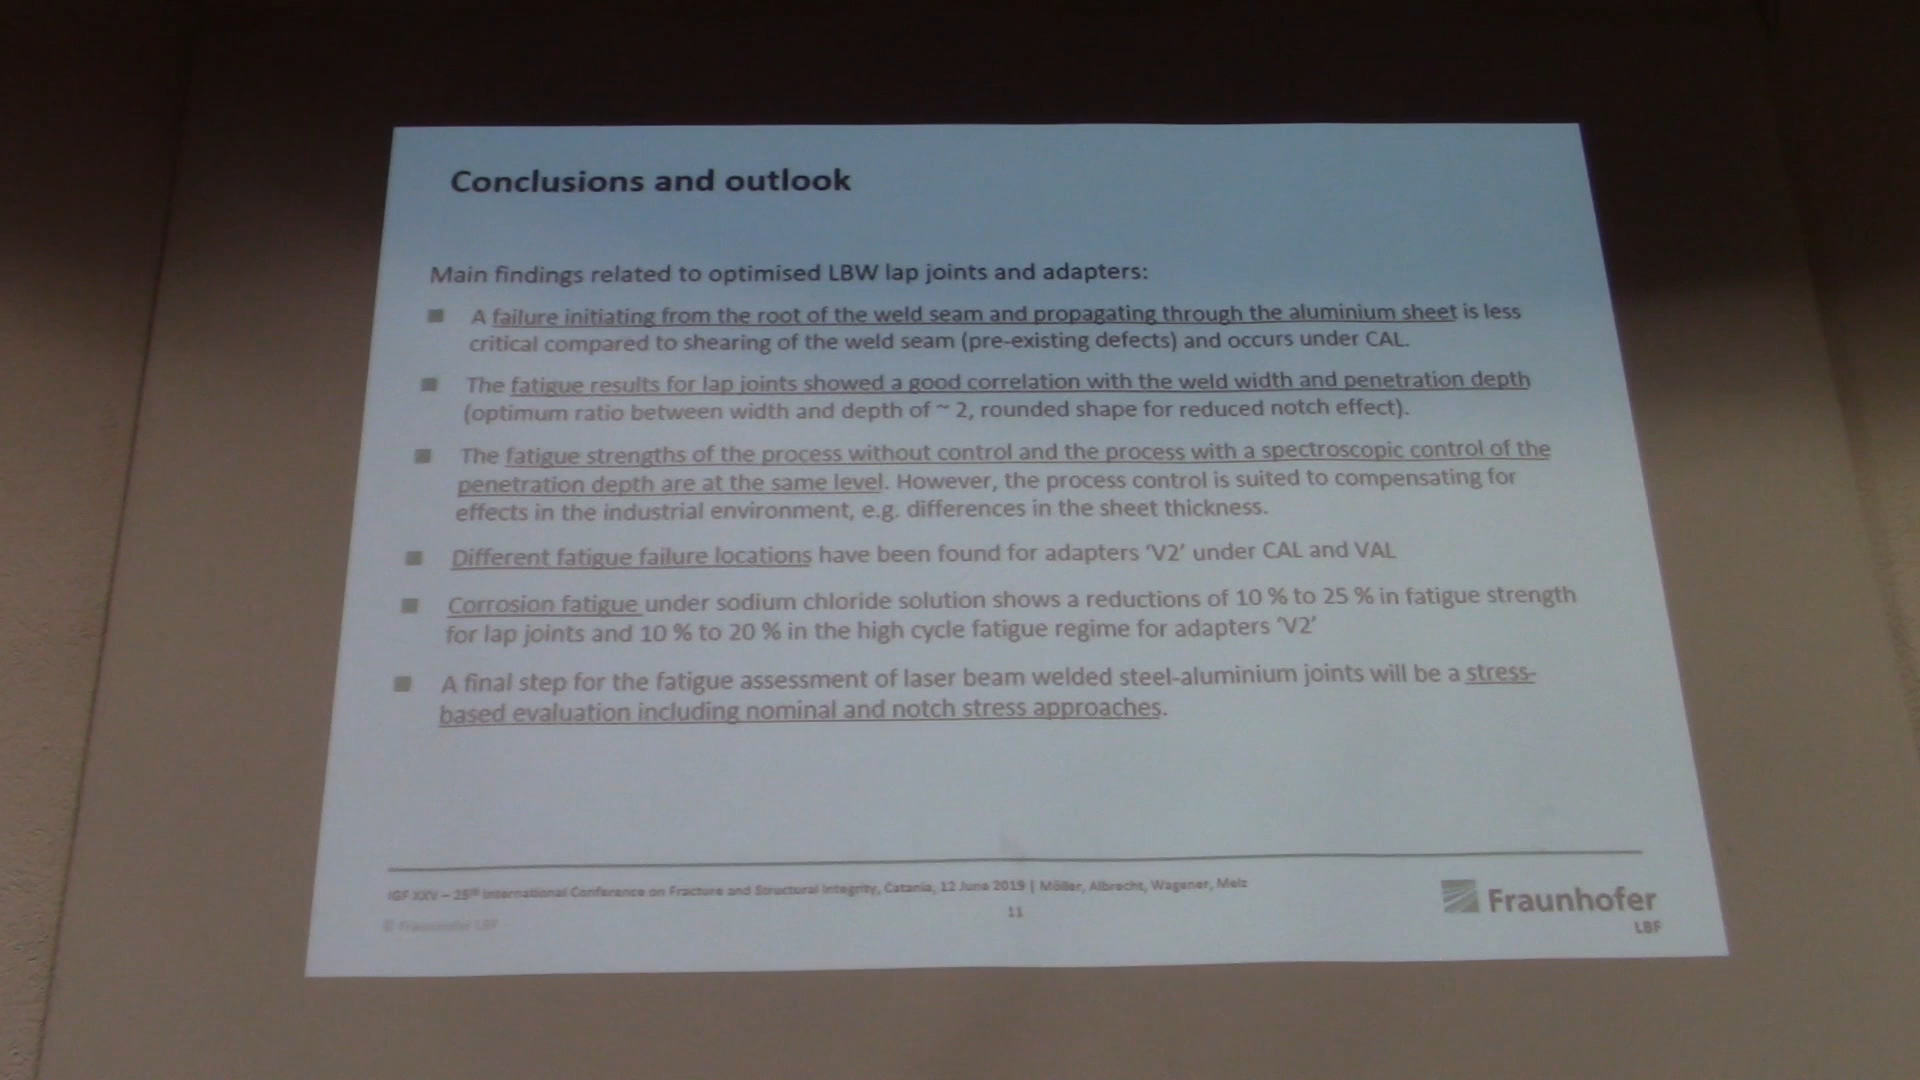 Conclusions and outlook
Main findings related to optimised LBW lap joints and adapters:
A failure initiating from the root of the weld seam and propagating through the aluminium sheet is less
critical compared to shearing of the weld seam (pre-existing defects) and occurs under CAL.
The fatigue results for lap joints showed a good correlation with the weld width and penetration depth
(optimum ratio between width and depth of ~ 2, rounded shape for reduced notch effect).
The fatigue strengths of the process without control and the process with a spectroscopic control of the
penetration depth are at the same level. However, the process control is suited to compensating for
effects in the industrial environment, e.g. differences in the sheet thickness.
Different fatigue failure locations have been found for adapters ‘V2’ under CAL and VAL
Corrosion fatigue under sodium chloride solution shows a reductions of 10 % to 25 % in fatigue strength
for lap joints and 10 % to 20 % in the high cycle fatigue regime for adapters ‘V2’
A final step for the fatigue assessment of laser beam welded steel-aluminium joints will be a stress-
based evaluation including nominal and notch stress approaches.
IGF XXV – 25th International Conference on Fracture and Structural Integrity, Catania, 12 June 2019 | Möller, Albrecht, Wagener, Melz
© Fraunhofer LBF
11
Fraunhofer
LBF